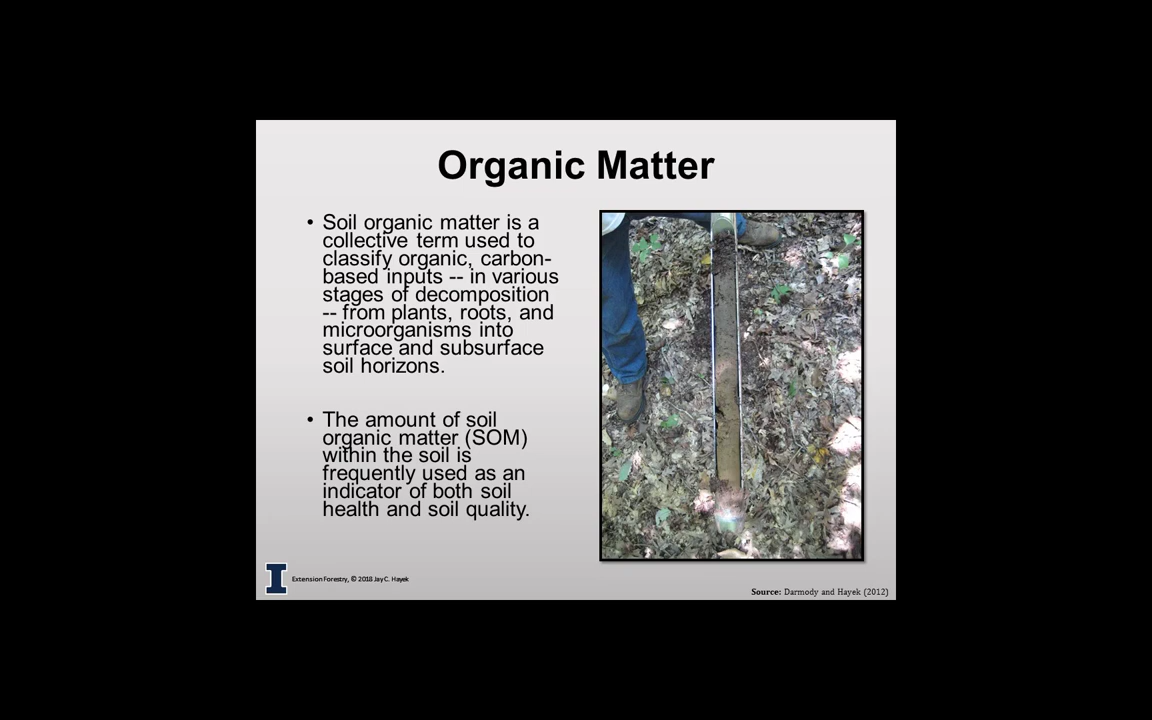 Organic Matter
• Soil organic matter is a
collective term used to
classify organic, carbon-
based inputs -- in various
stages of decomposition
-- from plants, roots, and
microorganisms into
surface and subsurface
soil horizons.
• The amount of soil
organic matter (SOM)
within the soil is
frequently used as an
indicator of both soil
health and soil quality.
I
Extension Forestry, © 2018 Jay C. Hayek
Source: Darmody and Hayek (2012)